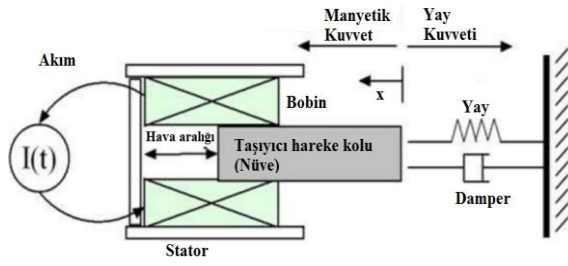 Manyetik
Kuvvet
Yay
Kuvveti
Akım
Bobin
x
Yay
Hava aralığı
Taşıyıcı hareke kolu
(Nüve)
I(t)
Damper
Stator